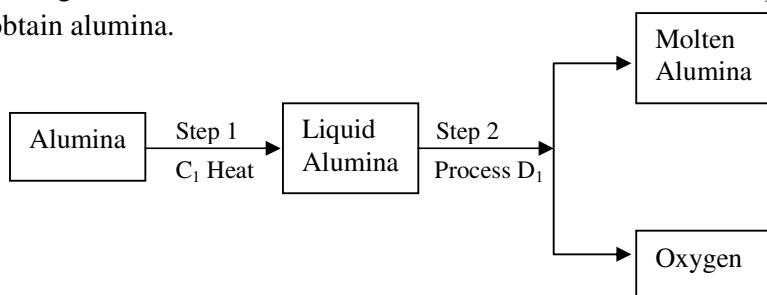 obtain alumina.
Molten
Alumina
Alumina
Step 1
C₁ Heat
Liquid
Alumina
Step 2
Process D₁
Oxygen